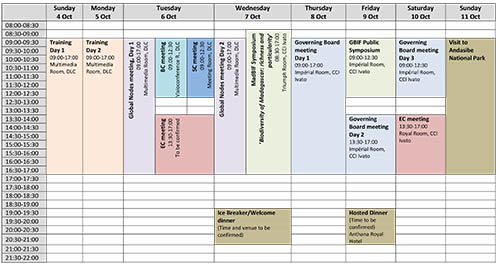 Sunday
4 Oct
Monday
5 Oct
Tuesday
6 Oct
Wednesday
7 Oct
Thursday
8 Oct
Friday
9 Oct
Saturday
10 Oct
Sunday
11 Oct
08:00-08:30
08:30-09:00
09:00-09:30
09:30-10:00
10:00-10:30
10:30-11:00
11:00-11:30
11:30-12:00
12:00-12:30
12:30-13:00
13:00-13:30
13:30-14:00
14:00-14:30
14:30-15:00
15:00-15:30
15:30-16:00
16:00-16:30
16:30-17:00
17:00-17:30
17:30-18:00
18:00-18:30
18:30-19:00
19:00-19:30
19:30-20:00
20:00-20:30
20:30-21:00
21:00-21:30
21:30-22:00
Training
Day 1
09:00-17:00
Multimedia
Room, DLC
Training
Day 2
09:00-17:00
Multimedia
Room, DLC
Global Nodes meeting, Day 1
09:00-17:00
Multimedia Room, DLC
BC meeting
09:00-12:30
Visioconference R., DLC
SC meeting
09:00-12:30
Meeting Room, DLC
EC meeting
13:30-17:00
To be confirmed
Global Nodes meeting, Day 2
09:00-17:00
Multimedia Room, DLC
MadBIF Symposium
'Biodiversity of Madagascar: richness and
particularity'
08:30-17:00
Triumph Room, CCI
Ivato
Ice Breaker/Welcome
dinner
(Time and venue to be
confirmed)
Governing Board
meeting
Day 1
09:00-17:00
Impérial Room, CCI
Ivato
GBIF Public
Symposium
09:00-12:30
Impérial Room,
CCI Ivato
Governing
Board meeting
Day 2
13:30-17:00
Impérial Room,
CCI Ivato
Hosted Dinner
(Time to be
confirmed)
Anthana Royal
Hotel
Governing
Board meeting
Day 3
09:00-12:30
Impérial Room,
CCI Ivato
EC meeting
13:30-17:00
Royal Room, CCI
Ivato
Visit to
Andasibe
National Park